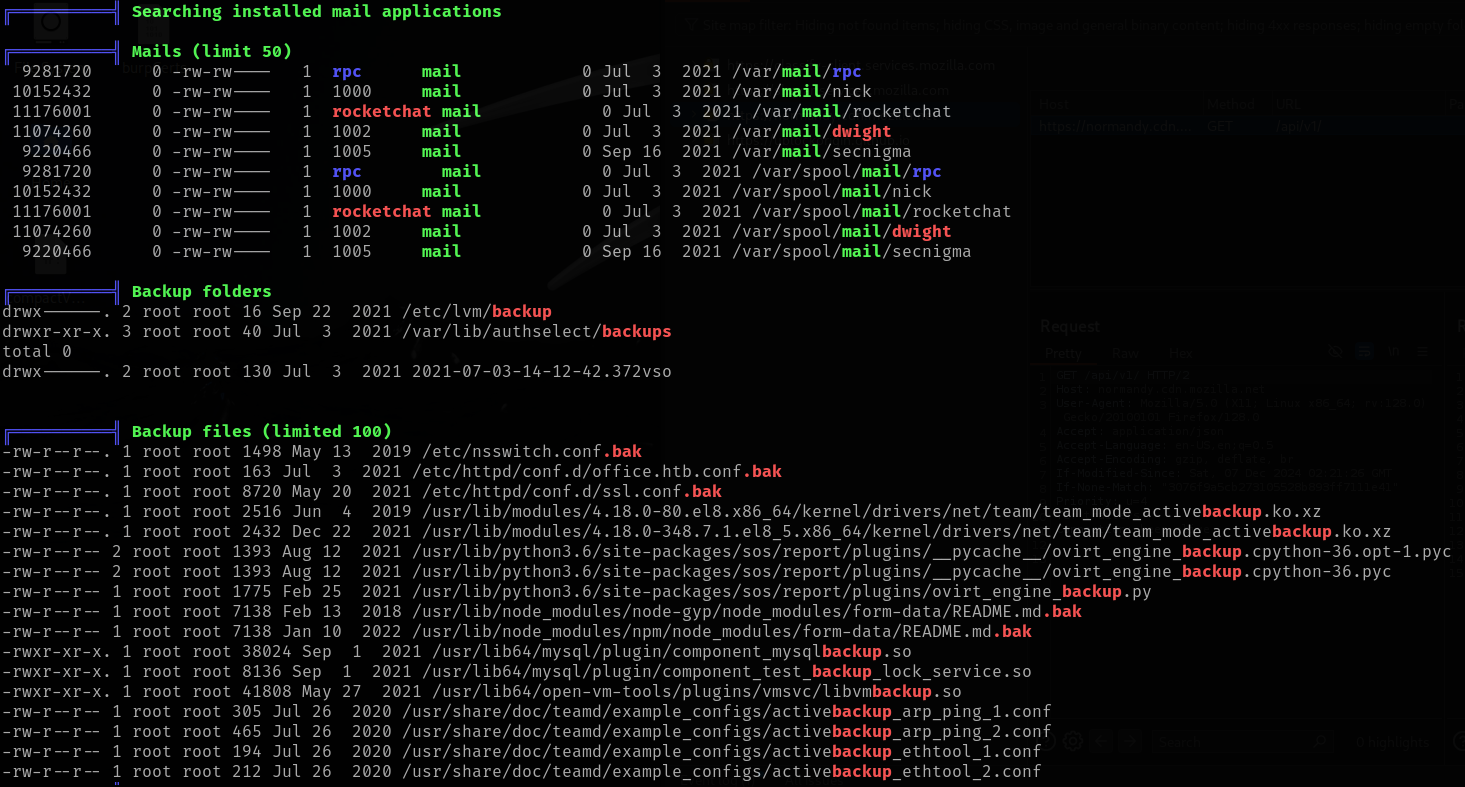 Searching installed mail applications
Mails (limit 50)
9281720 0 -rw-rw---- 1 rpc mail 0 Jul 3 2021 /var/mail/rpc
10152432 0 -rw-rw---- 1 1000 mail 0 Jul 3 2021 /var/mail/nick
11176001 0 -rw-rw---- 1 rocketchat mail 0 Jul 3 2021 /var/mail/rocketchat
11074260 0 -rw-rw---- 1 1002 mail 0 Jul 3 2021 /var/mail/dwight
9220466 0 -rw-rw---- 1 1005 mail 0 Sep 16 2021 /var/mail/secnigma
9281720 0 -rw-rw---- 1 rpc mail 0 Jul 3 2021 /var/spool/mail/rpc
10152432 0 -rw-rw---- 1 1000 mail 0 Jul 3 2021 /var/spool/mail/nick
11176001 0 -rw-rw---- 1 rocketchat mail 0 Jul 3 2021 /var/spool/mail/rocketchat
11074260 0 -rw-rw---- 1 1002 mail 0 Jul 3 2021 /var/spool/mail/dwight
9220466 0 -rw-rw---- 1 1005 mail 0 Sep 16 2021 /var/spool/mail/secnigma
Backup folders
drwx------. 2 root root 16 Sep 22 2021 /etc/lvm/backup
drwxr-xr-x. 3 root root 40 Jul 3 2021 /var/lib/authselect/backups
total 0
drwx------. 2 root root 130 Jul 3 2021 2021-07-03-14-12-42.372vso
Backup files (limited 100)
-rw-r--r--. 1 root root 1498 May 13 2019 /etc/nsswitch.conf.bak
-rw-r--r--. 1 root root 163 Jul 3 2021 /etc/httpd/conf.d/office.htb.conf.bak
-rw-r--r--. 1 root root 8720 May 20 2021 /etc/httpd/conf.d/ssl.conf.bak
-rw-r--r--. 1 root root 2516 Jun 4 2019 /usr/lib/modules/4.18.0-80.el8.x86_64/kernel/drivers/net/team/team_mode_activebackup.ko.xz
-rw-r--r--. 1 root root 2432 Dec 22 2021 /usr/lib/modules/4.18.0-348.7.1.el8_5.x86_64/kernel/drivers/net/team/team_mode_activebackup.ko.xz
-rw-r--r-- 2 root root 1393 Aug 12 2021 /usr/lib/python3.6/site-packages/sos/report/plugins/__pycache__/ovirt_engine_backup.cpython-36.opt-1.pyc
-rw-r--r-- 2 root root 1393 Aug 12 2021 /usr/lib/python3.6/site-packages/sos/report/plugins/__pycache__/ovirt_engine_backup.cpython-36.pyc
-rw-r--r-- 1 root root 1775 Feb 25 2021 /usr/lib/python3.6/site-packages/sos/report/plugins/ovirt_engine_backup.py
-rw-r--r-- 1 root root 7138 Feb 13 2018 /usr/lib/node_modules/node-gyp/node_modules/form-data/README.md.bak
-rw-r--r-- 1 root root 7138 Jan 10 2022 /usr/lib/node_modules/npm/node_modules/form-data/README.md.bak
-rwxr-xr-x. 1 root root 38024 Sep 1 2021 /usr/lib64/mysql/plugin/component_mysqlbackup.so
-rwxr-xr-x. 1 root root 8136 Sep 1 2021 /usr/lib64/mysql/plugin/component_test_backup_lock_service.so
-rwxr-xr-x. 1 root root 41808 May 27 2021 /usr/lib64/open-vm-tools/plugins/vmsvc/libvmbackup.so
-rw-r--r-- 1 root root 305 Jul 26 2020 /usr/share/doc/teamd/example_configs/activebackup_arp_ping_1.conf
-rw-r--r-- 1 root root 465 Jul 26 2020 /usr/share/doc/teamd/example_configs/activebackup_arp_ping_2.conf
-rw-r--r-- 1 root root 194 Jul 26 2020 /usr/share/doc/teamd/example_configs/activebackup_ethtool_1.conf
-rw-r--r-- 1 root root 212 Jul 26 2020 /usr/share/doc/teamd/example_configs/activebackup_ethtool_2.conf
Host Method URL
GET /api/v1/
Request
Pretty Raw Hex
Search 0 highlights